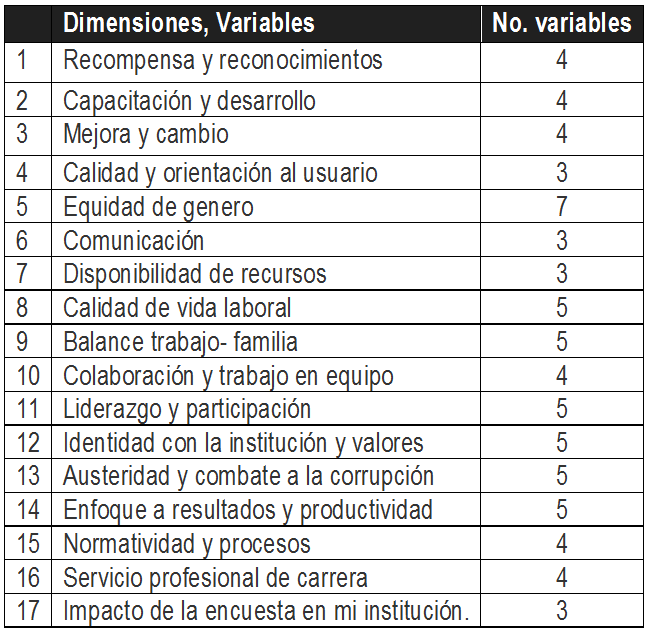 Dimensiones, Variables No. variables
1 Recompensa y reconocimientos 4
2 Capacitación y desarrollo 4
3 Mejora y cambio 4
4 Calidad y orientación al usuario 3
5 Equidad de genero 7
6 Comunicación 3
7 Disponibilidad de recursos 3
8 Calidad de vida laboral 5
9 Balance trabajo- familia 5
10 Colaboración y trabajo en equipo 4
11 Liderazgo y participación 5
12 Identidad con la institución y valores 5
13 Austeridad y combate a la corrupción 5
14 Enfoque a resultados y productividad 5
15 Normatividad y procesos 4
16 Servicio profesional de carrera 4
17 Impacto de la encuesta en mi institución. 3